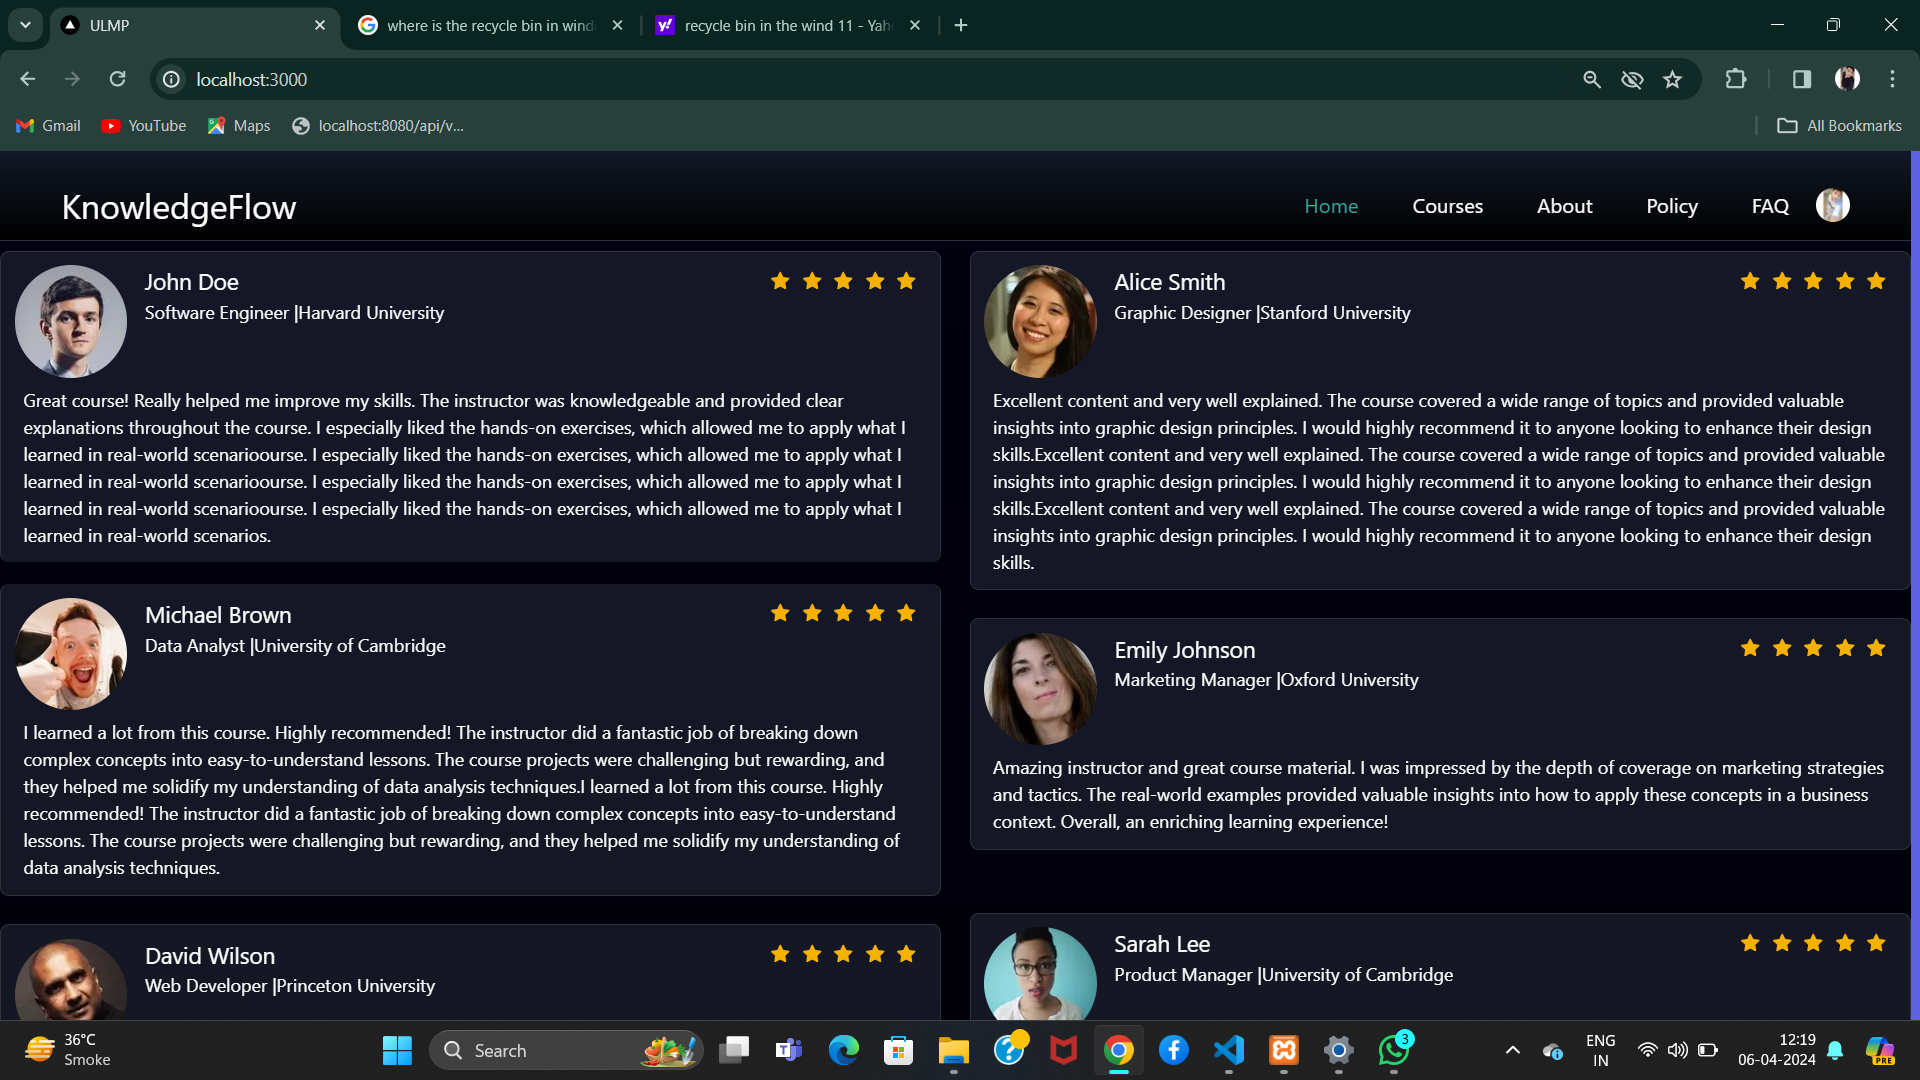 ULMP
where is the recycle bin in wind
recycle bin in the wind 11 - Yah
localhost:3000
Gmail
YouTube
Maps
localhost:8080/api/v...
All Bookmarks
KnowledgeFlow
Home
Courses
About
Policy
FAQ
John Doe
Software Engineer |Harvard University
Great course! Really helped me improve my skills. The instructor was knowledgeable and provided clear
explanations throughout the course. I especially liked the hands-on exercises, which allowed me to apply what I
learned in real-world scenarioourse. I especially liked the hands-on exercises, which allowed me to apply what I
learned in real-world scenarioourse. I especially liked the hands-on exercises, which allowed me to apply what I
learned in real-world scenarioourse. I especially liked the hands-on exercises, which allowed me to apply what I
learned in real-world scenarios.
Alice Smith
Graphic Designer |Stanford University
Excellent content and very well explained. The course covered a wide range of topics and provided valuable
insights into graphic design principles. I would highly recommend it to anyone looking to enhance their design
skills.Excellent content and very well explained. The course covered a wide range of topics and provided valuable
insights into graphic design principles. I would highly recommend it to anyone looking to enhance their design
skills.Excellent content and very well explained. The course covered a wide range of topics and provided valuable
insights into graphic design principles. I would highly recommend it to anyone looking to enhance their design
skills.
Michael Brown
Data Analyst |University of Cambridge
I learned a lot from this course. Highly recommended! The instructor did a fantastic job of breaking down
complex concepts into easy-to-understand lessons. The course projects were challenging but rewarding, and
they helped me solidify my understanding of data analysis techniques.I learned a lot from this course. Highly
recommended! The instructor did a fantastic job of breaking down complex concepts into easy-to-understand
lessons. The course projects were challenging but rewarding, and they helped me solidify my understanding of
data analysis techniques.
Emily Johnson
Marketing Manager |Oxford University
Amazing instructor and great course material. I was impressed by the depth of coverage on marketing strategies
and tactics. The real-world examples provided valuable insights into how to apply these concepts in a business
context. Overall, an enriching learning experience!
David Wilson
Web Developer |Princeton University
Sarah Lee
Product Manager |University of Cambridge
36°C
Smoke
Search
3
ENG
IN
12:19
06-04-2024
PRE